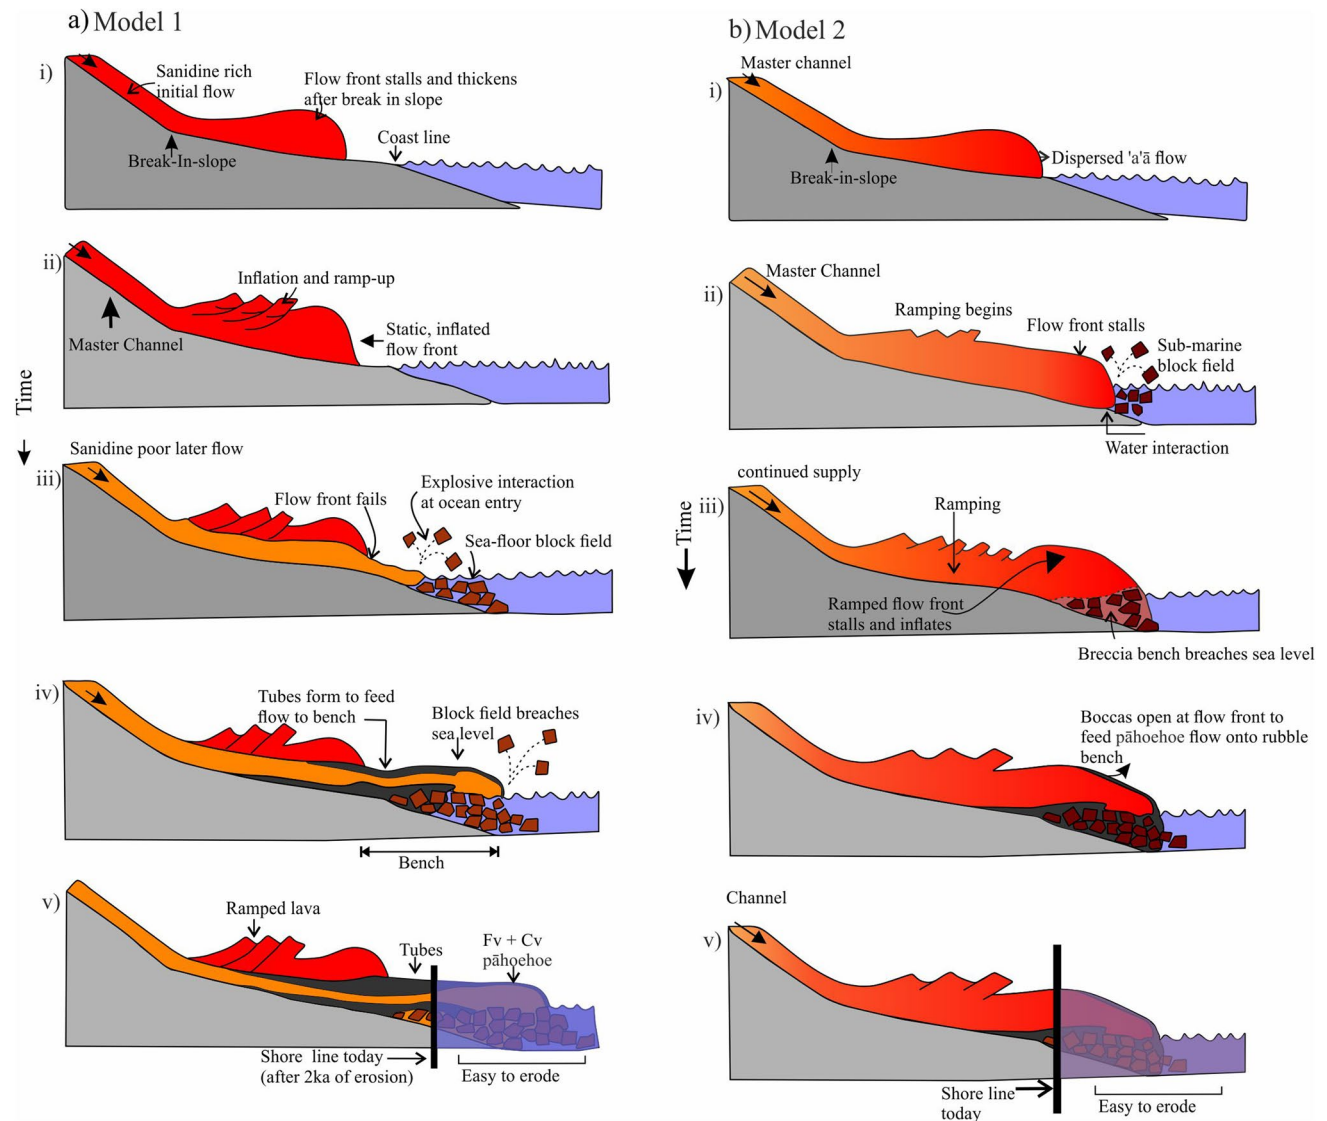 a) Model 1
i)
Sanidine rich
initial flow
Flow front stalls and thickens
after break in slope
Coast line
Break-In-slope
ii)
Inflation and ramp-up
Master Channel
Static, inflated
flow front
Time
Sanidine poor later flow
iii)
Flow front fails
Explosive interaction
at ocean entry
Sea-floor block field
iv)
Tubes form to feed
flow to bench
Block field breaches
sea level
Bench
v)
Ramped lava
Tubes
Fv + Cv
pāhoehoe
Shore line today
(after 2ka of erosion)
Easy to erode
b) Model 2
Master channel
i)
Dispersed 'a'ā flow
Break-in-slope
Master Channel
ii)
Ramping begins
Flow front stalls
Sub-marine
block field
Water interaction
continued supply
iii)
Ramping
Time
Ramped flow front
stalls and inflates
Breccia bench breaches sea level
iv)
Boccas open at flow front to
feed pāhoehoe flow onto rubble
bench
Channel
v)
Shore line
today
Easy to erode